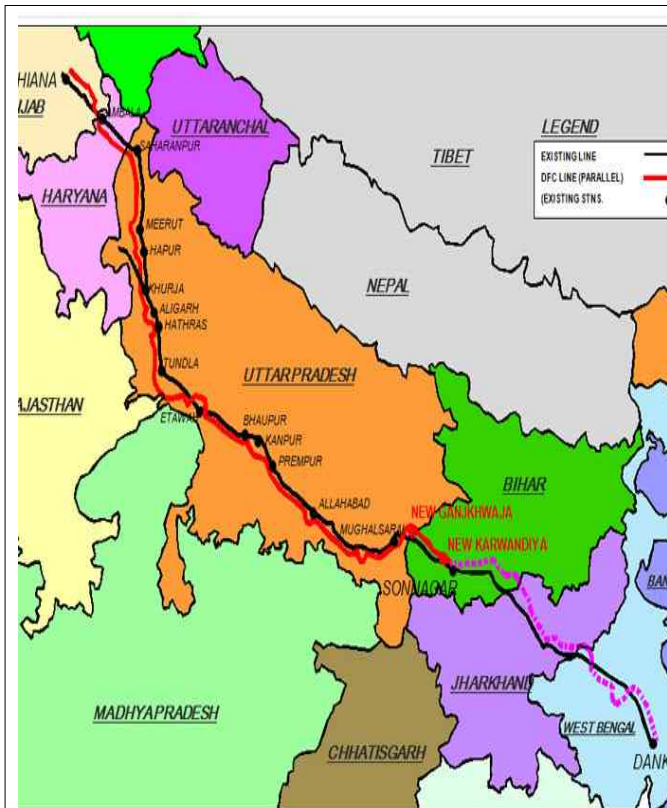 HIANA
JAB
MBALA
UTTARANCHAL
LEGEND
TIBET
EXISTING LINE
DFC LINE (PARALLEL)
(EXISTING STNS.
SAHARANPUR
HARYANA
MEERUT
HAPUR
NEPAL
KHURJA
ALIGARH
HATHRAS
TUNDLA
UTTARPRADESH
AJASTHAN
ETAWAH
BHAUPUR
KANPUR
PREMPUR
BIHAR
ALLAHABAD
NEW GANJKHWAJA
MUGHALSARAI
NEW KARWANDIYA
SONNAGAR
BAN
JHARKHAND
MADHYAPRADESH
WEST BENGAL
CHHATISGARH
DANK